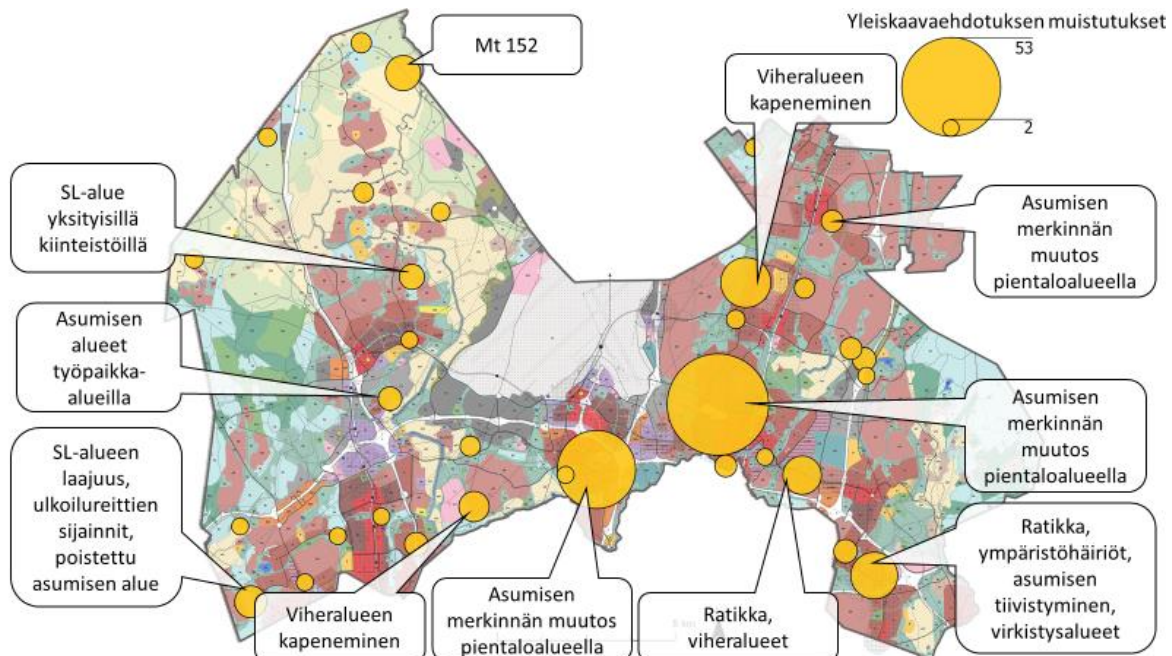 Yleiskaavaehdotuksen muistutukset
53
2
Mt 152
Viheralueen
kapeneminen
SL-alue
yksityisillä
kiinteistöillä
Asumisen
merkinnän
muutos
pientaloalueella
Asumisen
alueet
työpaikka-
alueilla
Asumisen
merkinnän
muutos
pientaloalueella
SL-alueen
laajuus,
ulkoilureittien
sijainnit,
poistettu
asumisen alue
Viheralueen
kapeneminen
Asumisen
merkinnän muutos
pientaloalueella
Ratikka,
viheralueet
Ratikka,
ympäristöhäiriöt,
asumisen
tiivistyminen,
virkistysalueet